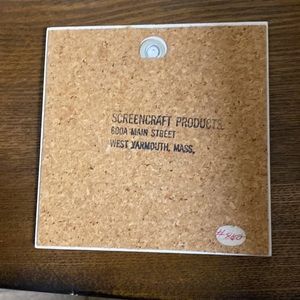 SCREENCRAFT PRODUCTS
600A MAIN STREET
WEST YARMOUTH, MASS.